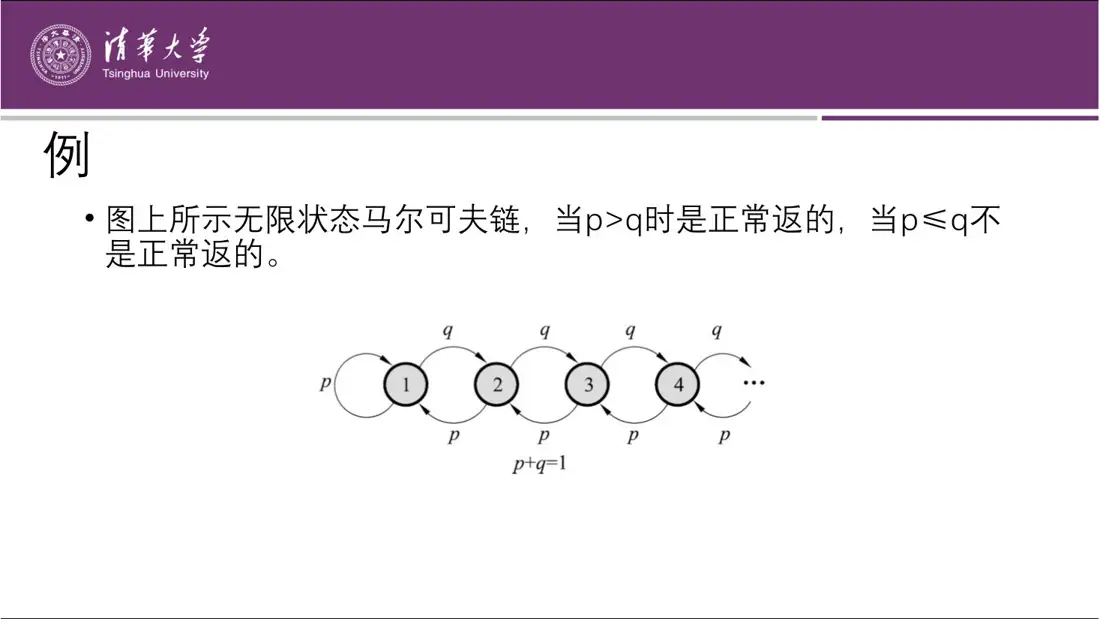 清华大学
Tsinghua University
例
• 图上所示无限状态马尔可夫链，当p>q时是正常返的，当p≤q不
是正常返的。
q q q q
p 1 2 3 4 ...
p p p p
p+q=1